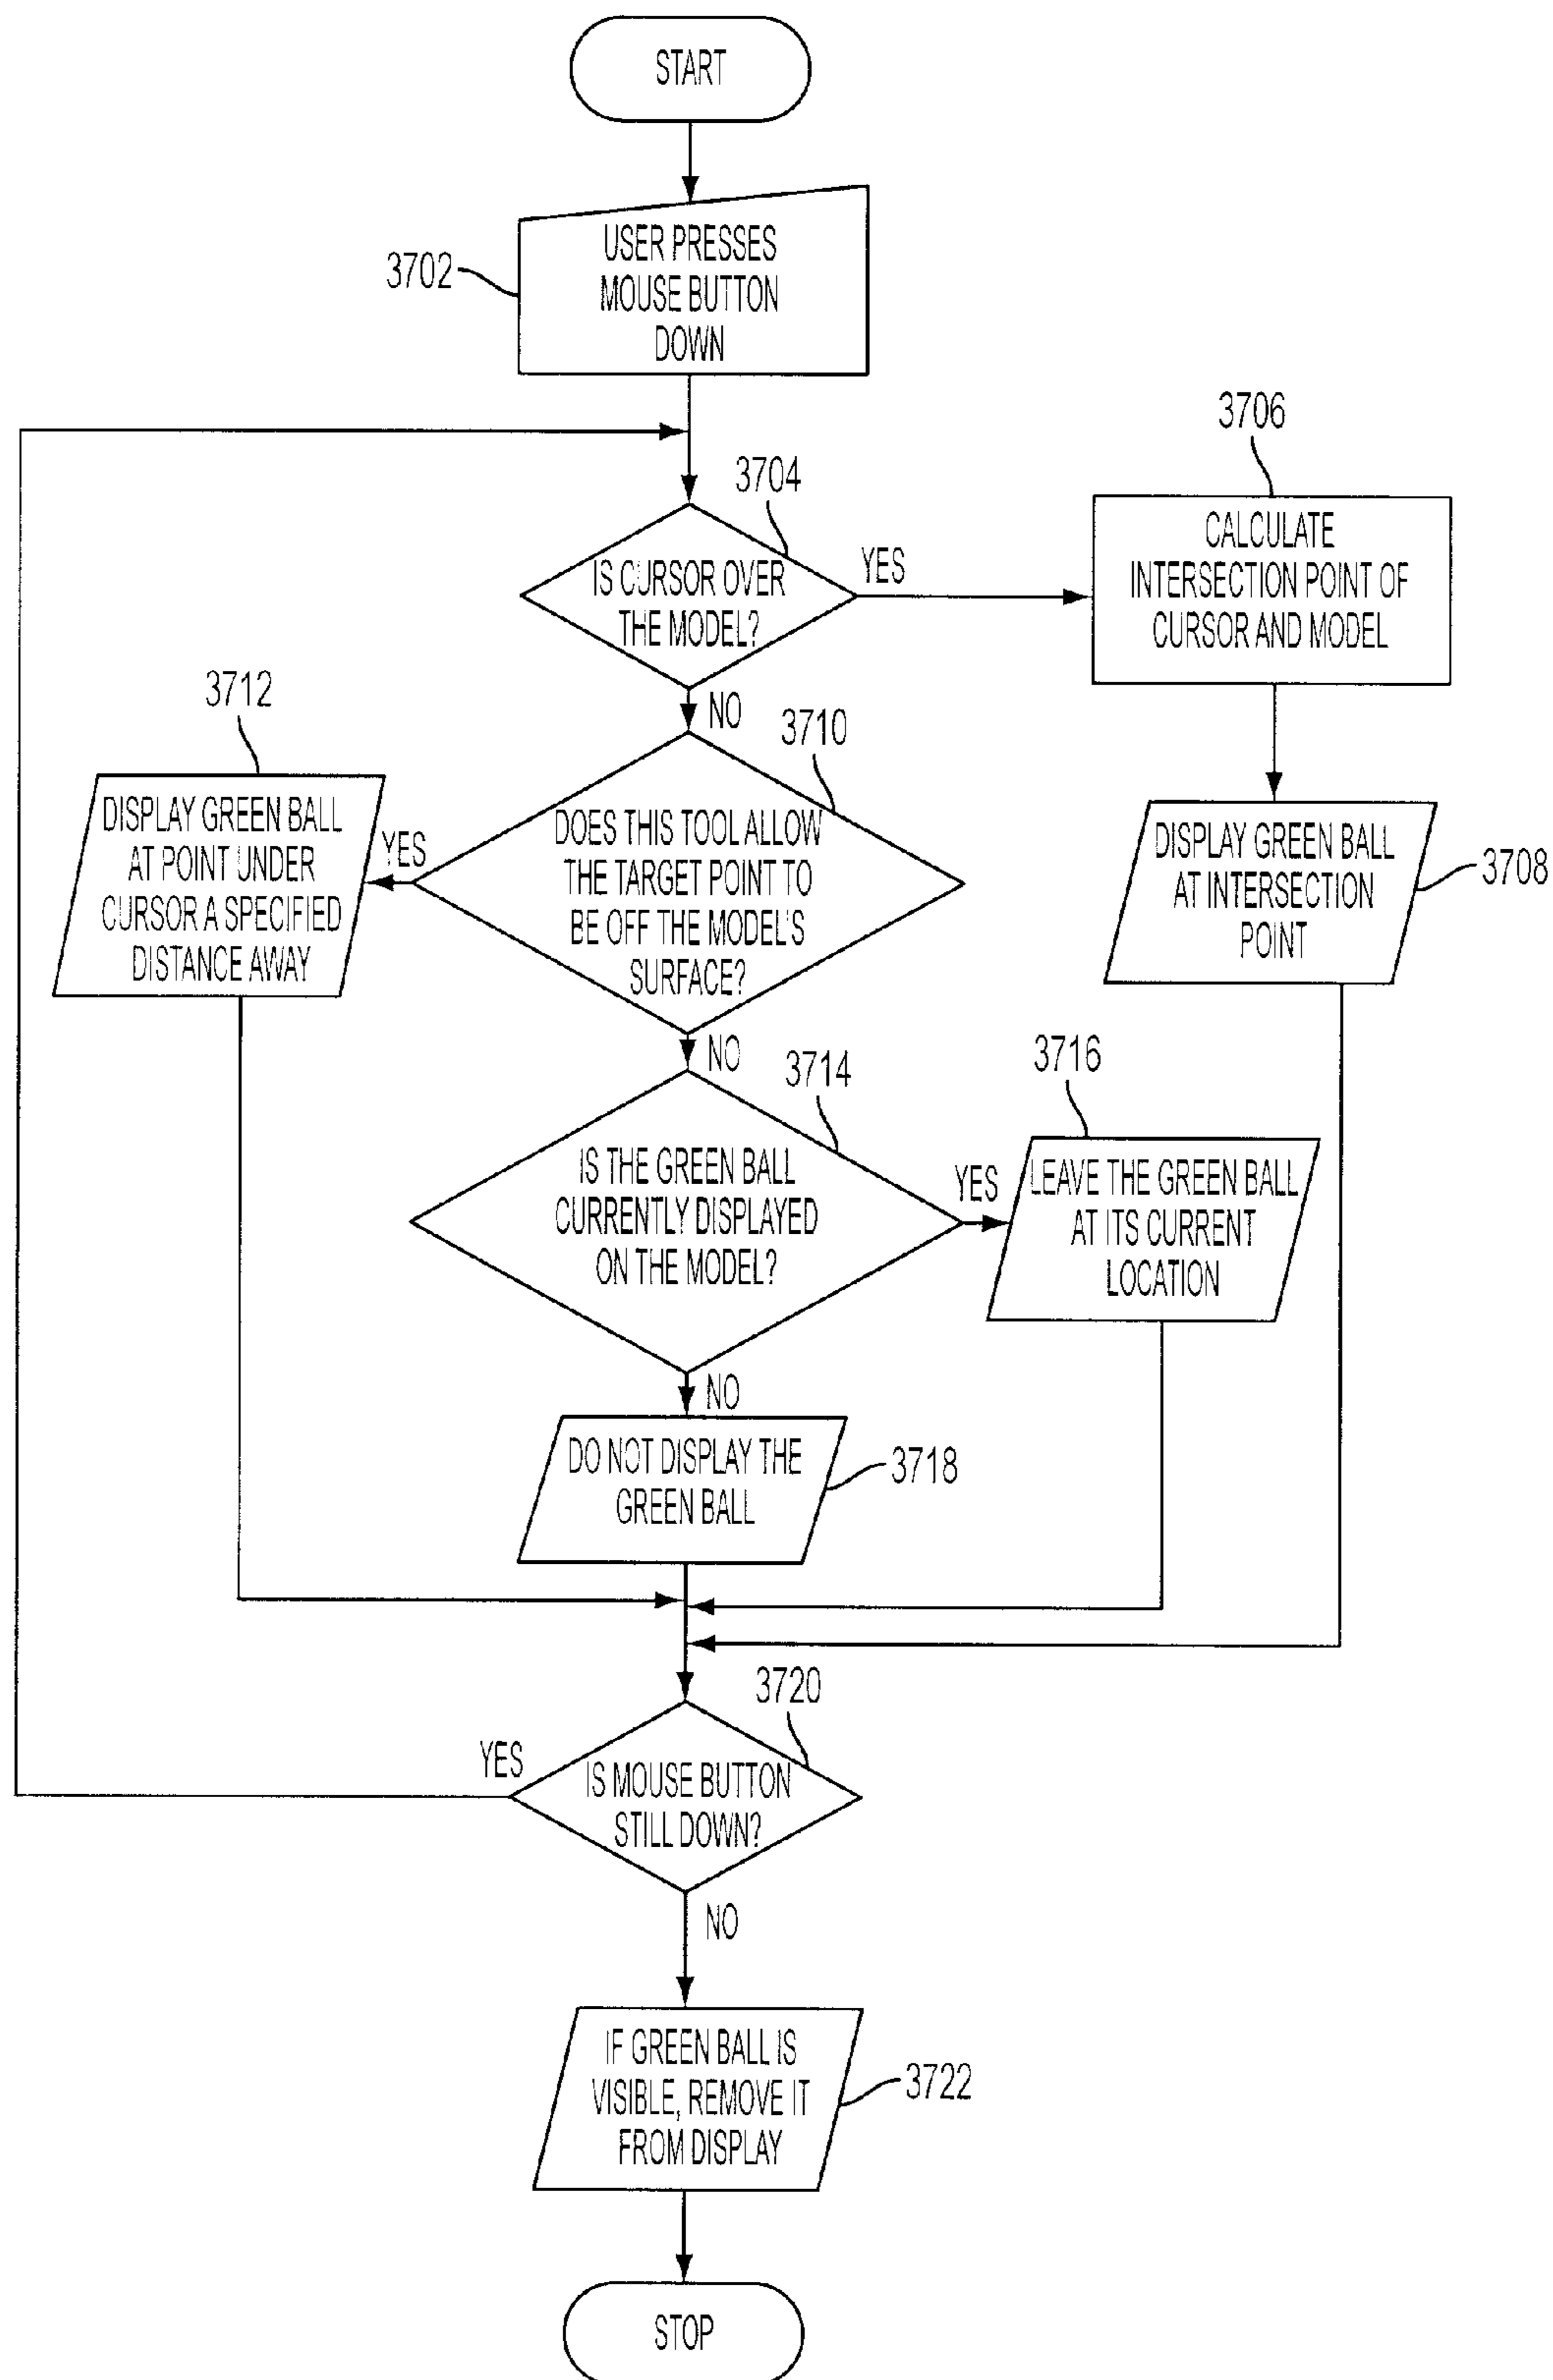 START
3702
USER PRESSES
MOUSE BUTTON
DOWN
3704
IS CURSOR OVER
THE MODEL?
YES
NO
3706
CALCULATE
INTERSECTION POINT OF
CURSOR AND MODEL
3708
DISPLAY GREEN BALL
AT INTERSECTION
POINT
3710
DOES THIS TOOL ALLOW
THE TARGET POINT TO
BE OFF THE MODEL'S
SURFACE?
YES
NO
3712
DISPLAY GREEN BALL
AT POINT UNDER
CURSOR A SPECIFIED
DISTANCE AWAY
3714
IS THE GREEN BALL
CURRENTLY DISPLAYED
ON THE MODEL?
YES
NO
3716
LEAVE THE GREEN BALL
AT ITS CURRENT
LOCATION
3718
DO NOT DISPLAY THE
GREEN BALL
3720
IS MOUSE BUTTON
STILL DOWN?
YES
NO
3722
IF GREEN BALL IS
VISIBLE, REMOVE IT
FROM DISPLAY
STOP